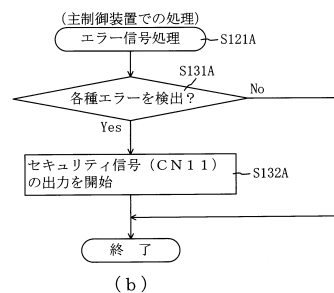 (主制御装置での処理)
エラー信号処理
S121A
S131A
各種エラーを検出?
No
Yes
セキュリティ信号(CN11)
の出力を開始
S132A
終 了
(b)